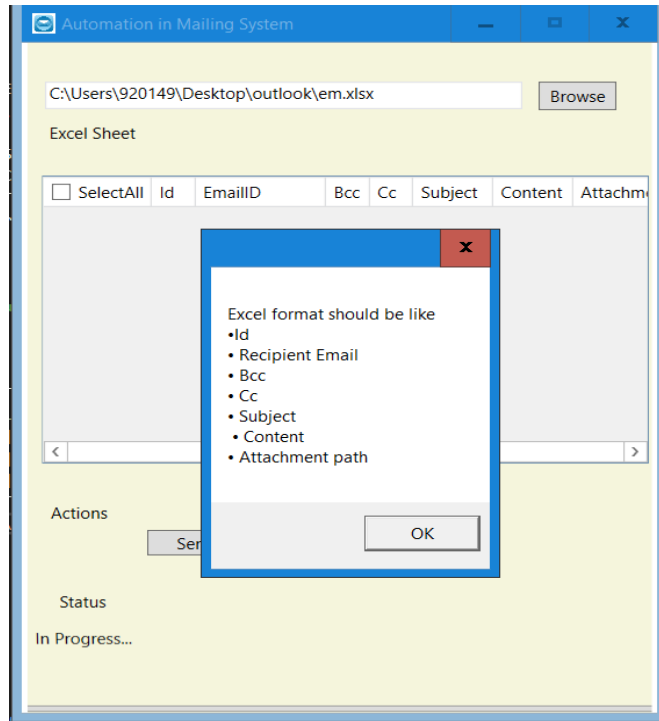 Automation in Mailing System
C:\Users\920149\Desktop\outlook\em.xlsx Browse
Excel Sheet
SelectAll Id EmailID Bcc Cc Subject Content Attachm
x
Excel format should be like
•Id
• Recipient Email
• Bcc
• Cc
• Subject
• Content
• Attachment path
OK
Actions
Status
In Progress...